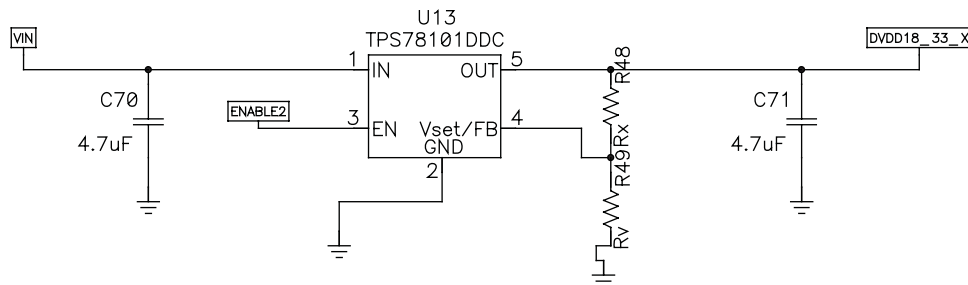 U13
TPS78101DDC
VIN
1
IN
OUT
5
R48
DVDD18_33_X
C70
4.7uF
ENABLE2
3
EN
Vset/FB
4
Rx
C71
4.7uF
GND
2
R49
Rv